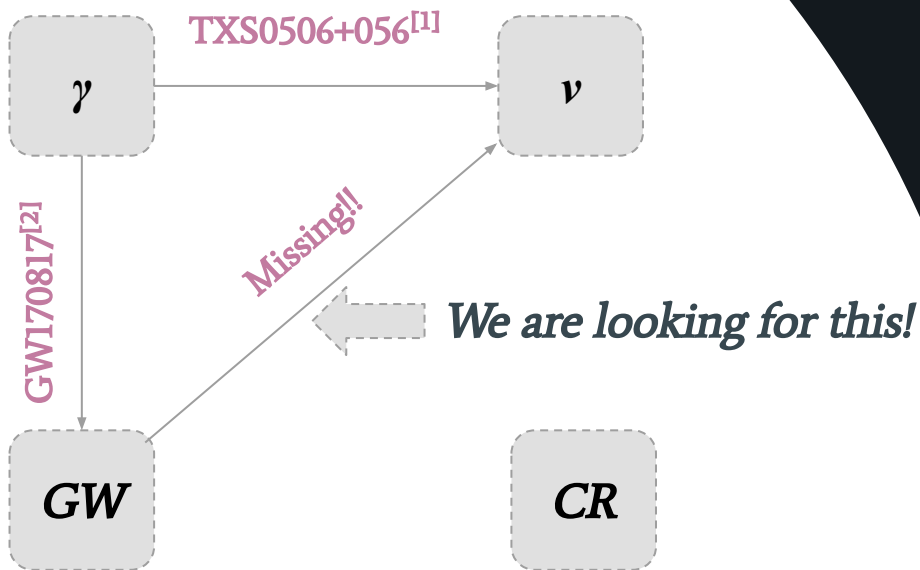 TXS0506+056[1]
γ
ν
GW170817[2]
Missing!!
We are looking for this!
GW
CR